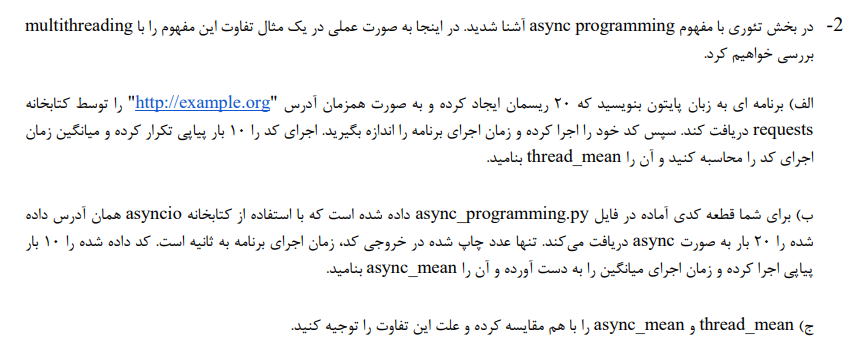 2- در بخش تئوری با مفهوم async programming آشنا شدید. در اینجا به صورت عملی در یک مثال تفاوت این مفهوم را با multithreading
بررسی خواهیم کرد.
الف) برنامه ای به زبان پایتون بنویسید که ۲۰ ریسمان ایجاد کرده و به صورت همزمان آدرس "http://example.org" را توسط کتابخانه
requests دریافت کند. سپس کد خود را اجرا کرده و زمان اجرای برنامه را اندازه بگیرید. اجرای کد را ۱۰ بار پیاپی تکرار کرده و میانگین زمان
اجرای کد را محاسبه کنید و آن را thread_mean بنامید.
ب) برای شما قطعه کدی آماده در فایل async_programming.py داده شده است که با استفاده از کتابخانه asyncio همان آدرس داده
شده را ۲۰ بار به صورت async دریافت می‌کند. تنها عدد چاپ شده در خروجی کد، زمان اجرای برنامه به ثانیه است. کد داده شده را ۱۰ بار
پیاپی اجرا کرده و زمان اجرای میانگین را به دست آورده و آن را async_mean بنامید.
ج) thread_mean و async_mean را با هم مقایسه کرده و علت این تفاوت را توجیه کنید.